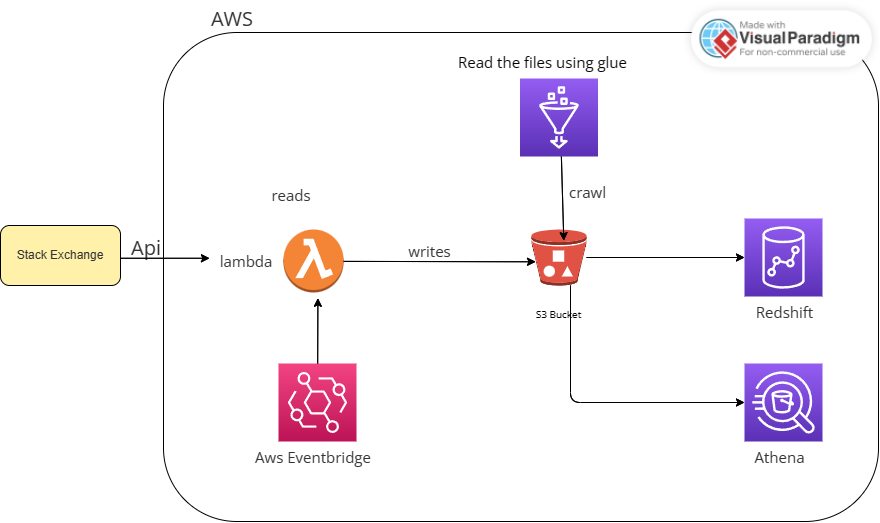 AWS
Made with
Visual Paradigm
For non-commercial use
Read the files using glue
crawl
reads
Stack Exchange
Api
lambda
writes
S3 Bucket
Redshift
Aws Eventbridge
Athena